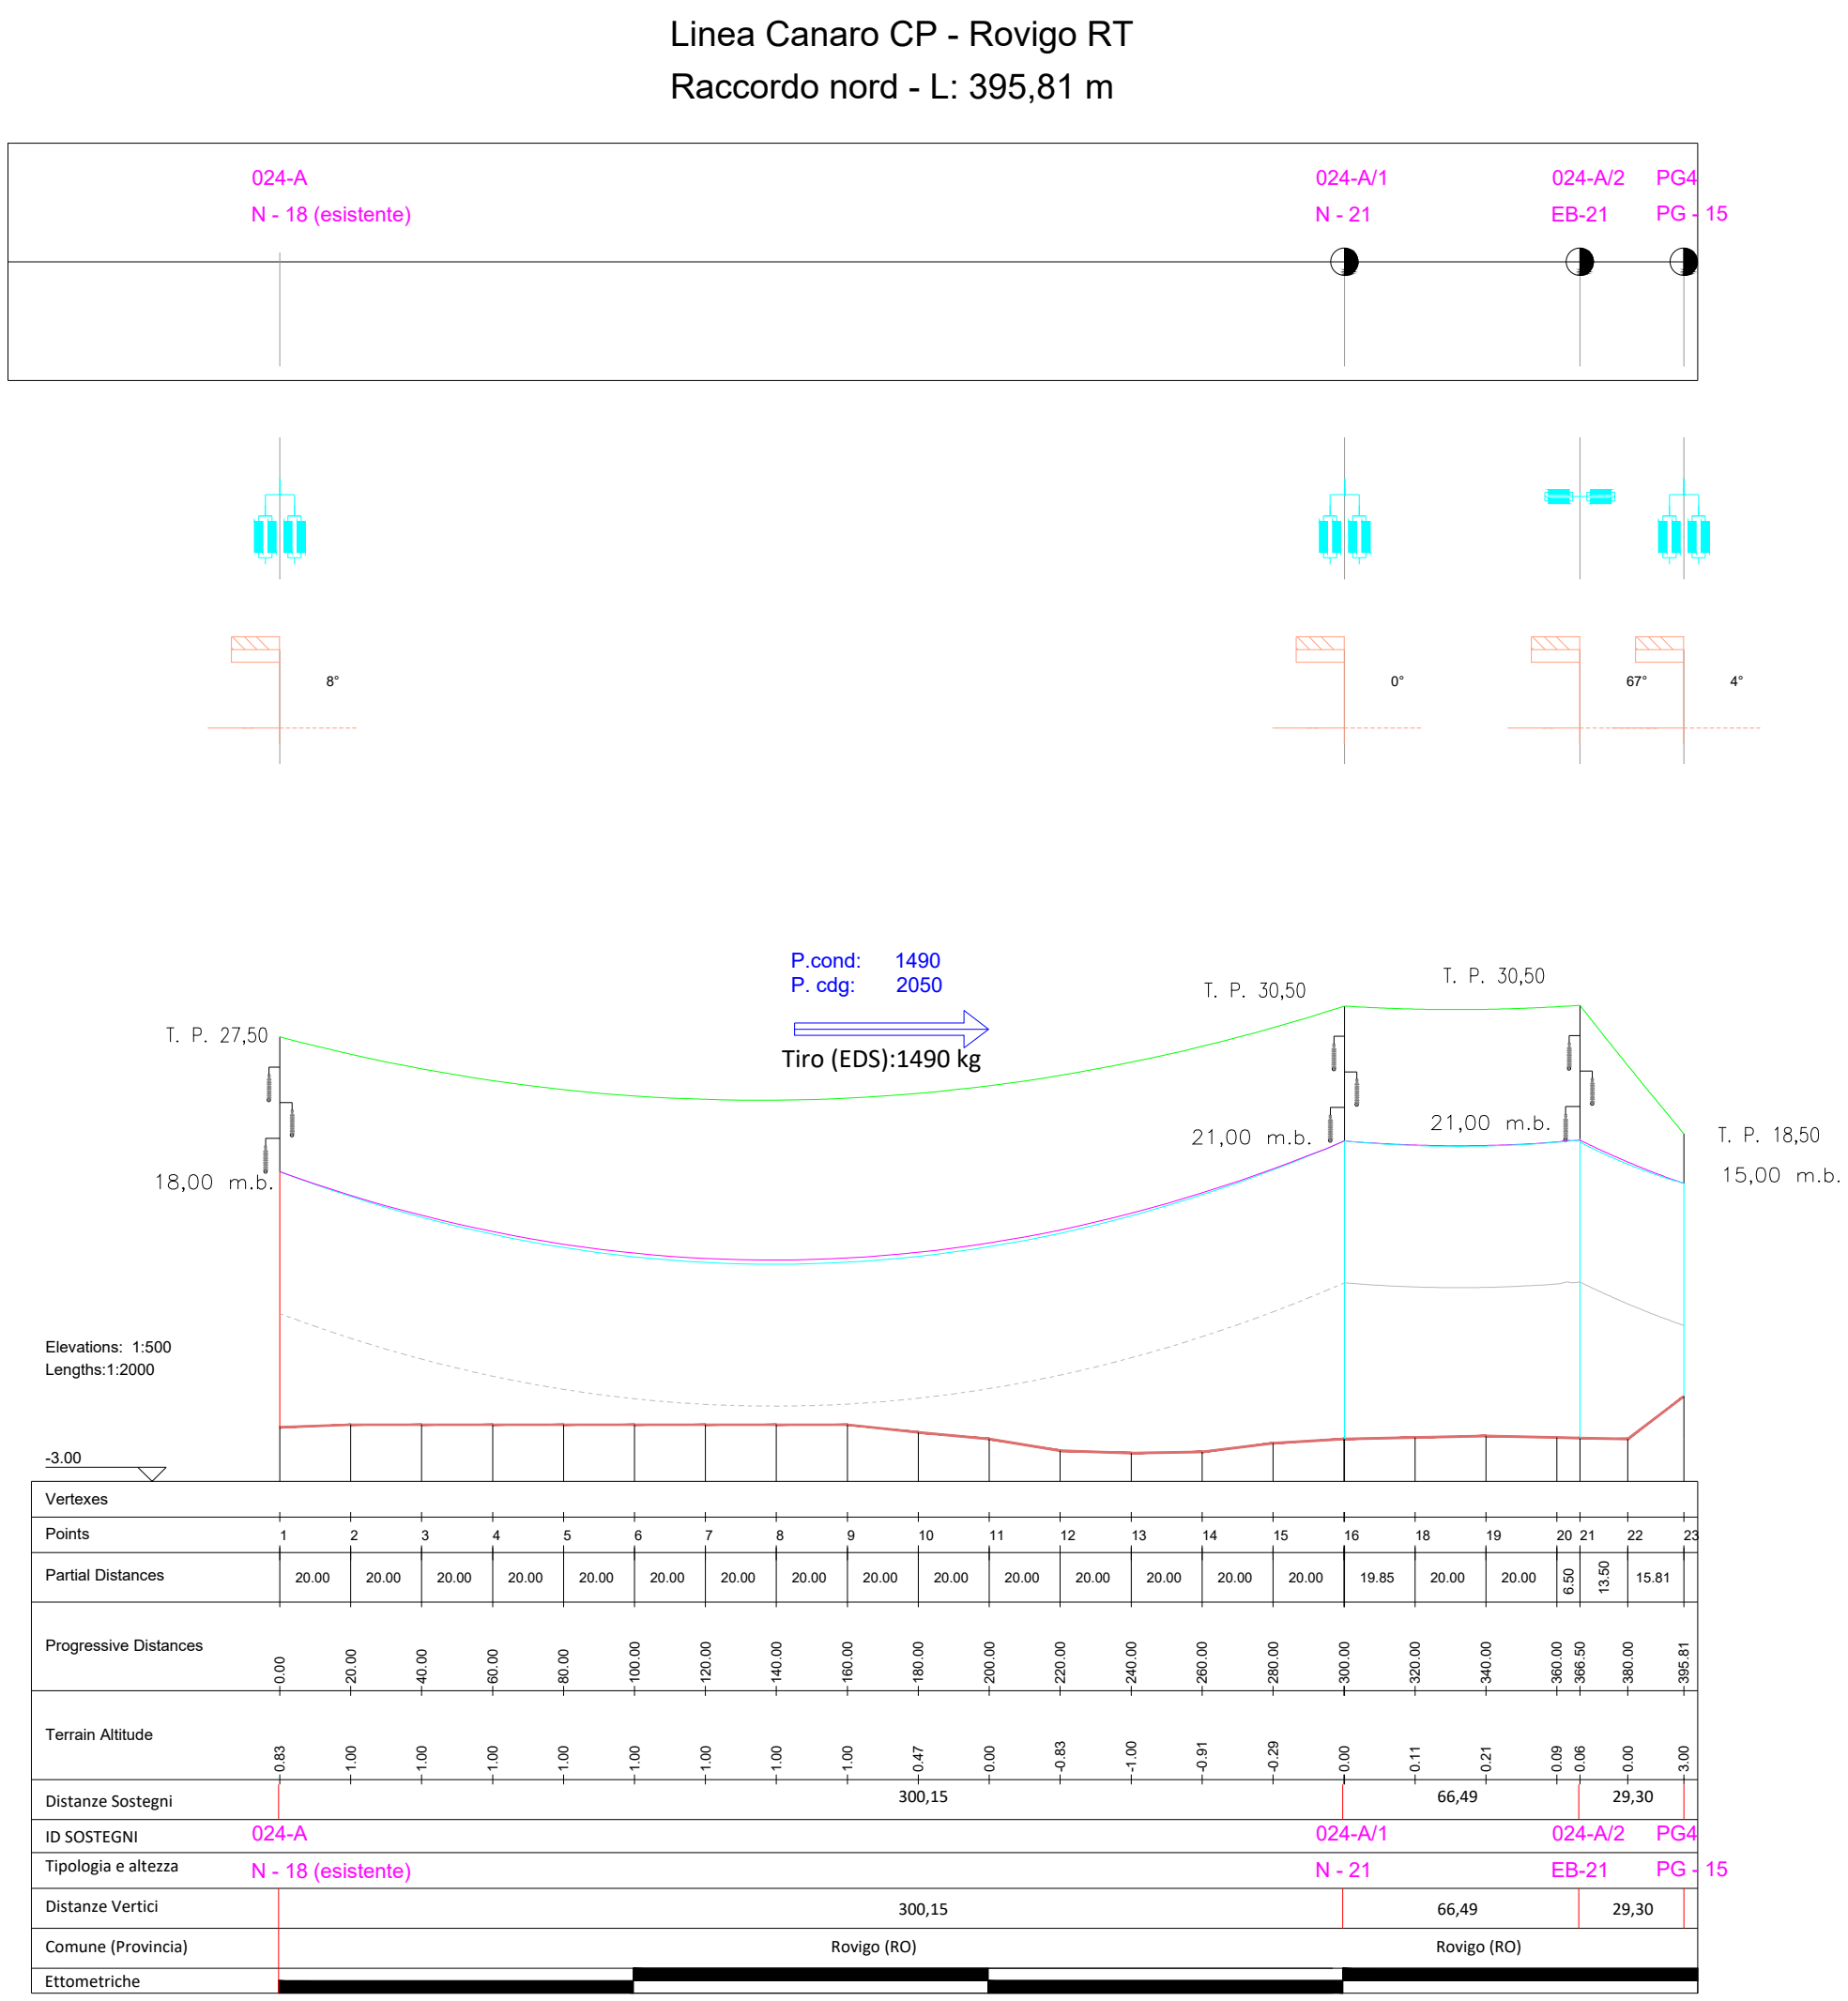 Linea Canaro CP - Rovigo RT
Raccordo nord - L: 395,81 m
024-A 024-A/1 024-A/2 PG4
N - 18 (esistente) N - 21 EB-21 PG - 15
8° 0° 67° 4°
P.cond: 1490
P. cdg: 2050
Tiro (EDS):1490 kg
T. P. 27,50 T. P. 30,50 T. P. 30,50 T. P. 18,50
18,00 m.b. 21,00 m.b. 21,00 m.b. 15,00 m.b.
Elevations: 1:500
Lengths:1:2000
-3.00
Vertexes
Points 1 2 3 4 5 6 7 8 9 10 11 12 13 14 15 16 18 19 20 21 22 23
Partial Distances 20.00 20.00 20.00 20.00 20.00 20.00 20.00 20.00 20.00 20.00 20.00 20.00 20.00 20.00 20.00 19.85 20.00 20.00 6.50 13.50 15.81
Progressive Distances 0.00 20.00 40.00 60.00 80.00 100.00 120.00 140.00 160.00 180.00 200.00 220.00 240.00 260.00 280.00 300.00 320.00 340.00 360.00 366.50 380.00 395.81
Terrain Altitude 0.83 1.00 1.00 1.00 1.00 1.00 1.00 1.00 1.00 0.47 0.00 -0.83 -1.00 -0.91 -0.29 0.00 0.11 0.21 0.09 0.06 0.00 3.00
Distanze Sostegni 300,15 66,49 29,30
ID SOSTEGNI 024-A 024-A/1 024-A/2 PG4
Tipologia e altezza N - 18 (esistente) N - 21 EB-21 PG - 15
Distanze Vertici 300,15 66,49 29,30
Comune (Provincia) Rovigo (RO) Rovigo (RO)
Ettometriche